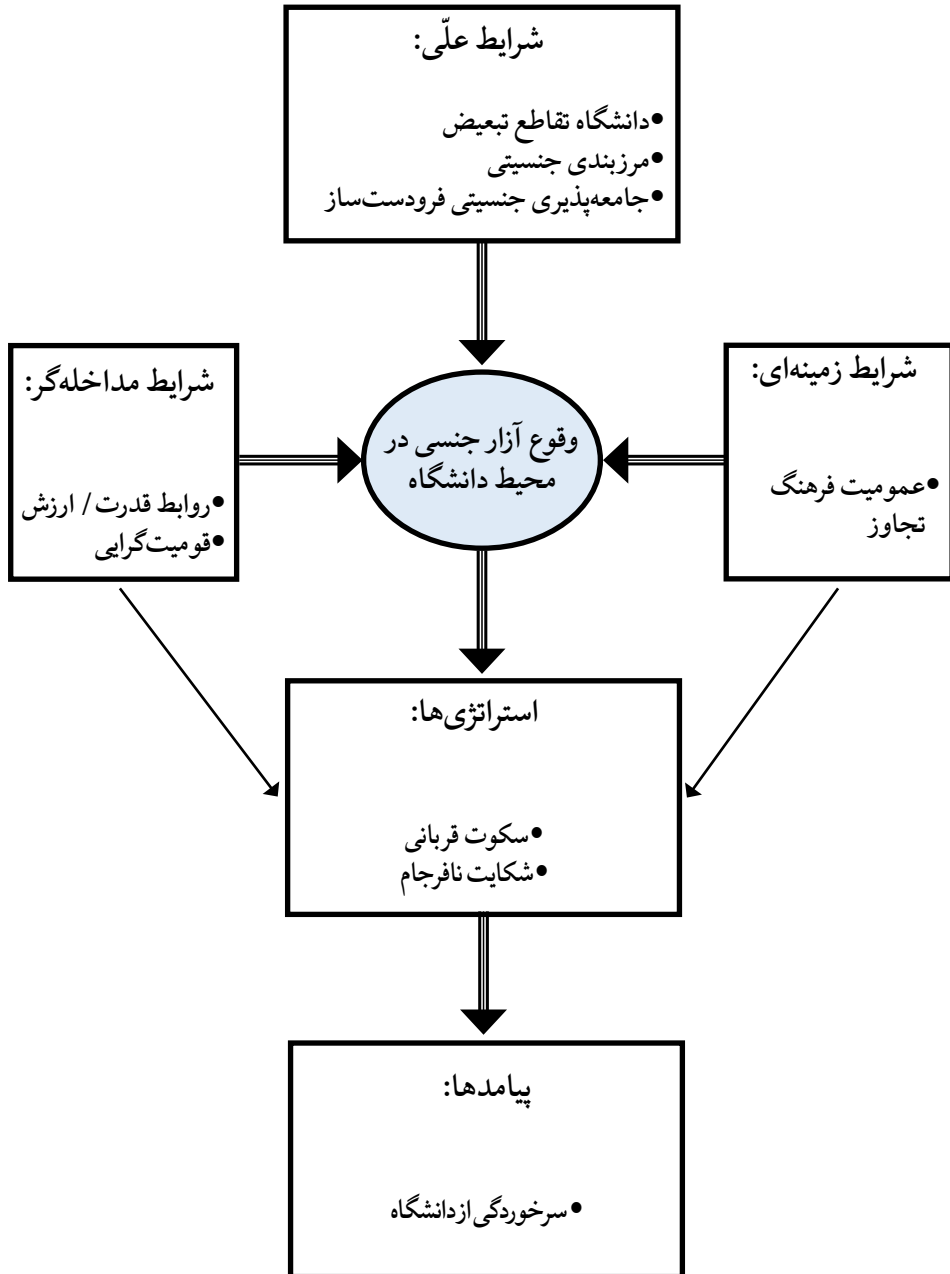 شرایط علّی:
•دانشگاه تقاطع تبعیض
•مرزبندی جنسیتی
•جامعه‌پذیری جنسیتی فرودست‌ساز
شرایط زمینه‌ای:
•عمومیت فرهنگ
تجاوز
وقوع آزار جنسی در
محیط دانشگاه
شرایط مداخله‌گر:
•روابط قدرت / ارزش
•قومیت‌گرایی
استراتژی‌ها:
•سکوت قربانی
•شکایت نافرجام
پیامدها:
•سرخوردگی از دانشگاه